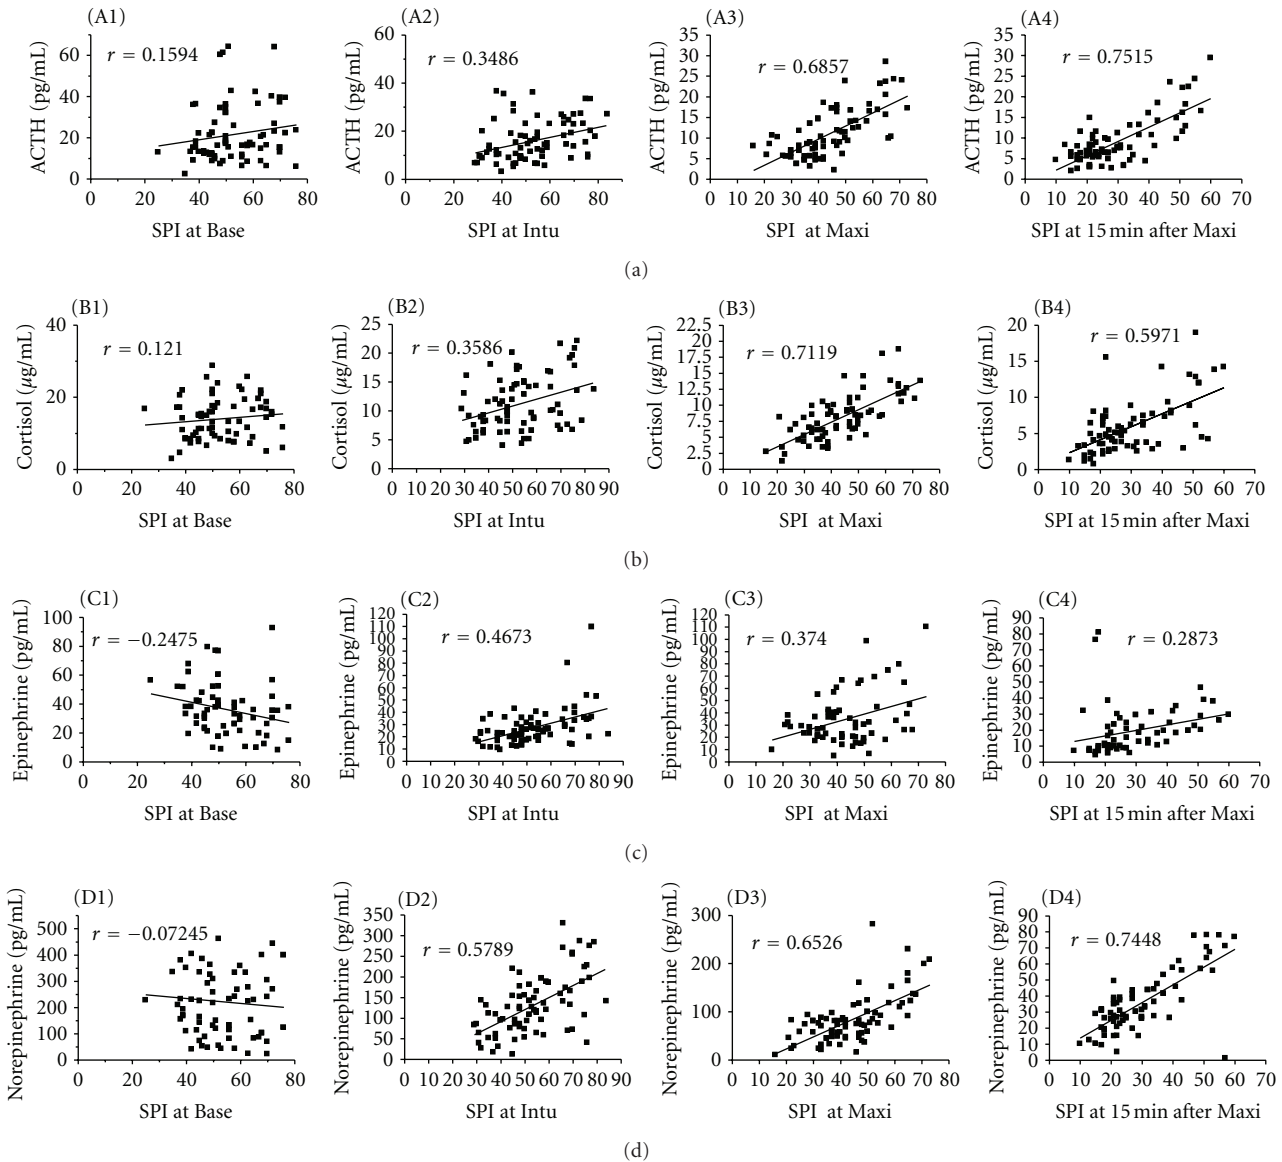 (A1) (A2) (A3) (A4)
r = 0.1594 r = 0.3486 r = 0.6857 r = 0.7515
ACTH (pg/mL) ACTH (pg/mL) ACTH (pg/mL) ACTH (pg/mL)
60 40 20 0
60 40 20 0
35 30 25 20 15 10 5 0
35 30 25 20 15 10 5 0
0 20 40 60 80
0 10 20 30 40 50 60 70 80 90
0 10 20 30 40 50 60 70 80
0 10 20 30 40 50 60 70
SPI at Base SPI at Intu SPI at Maxi SPI at 15 min after Maxi
(a)
(B1) (B2) (B3) (B4)
r = 0.121 r = 0.3586 r = 0.7119 r = 0.5971
Cortisol (μg/mL) Cortisol (μg/mL) Cortisol (μg/mL) Cortisol (μg/mL)
40 20 0
25 20 15 10 5 0
22.5 20 17.5 15 12.5 10 7.5 5 2.5 0
20 15 10 5 0
0 20 40 60 80
0 10 20 30 40 50 60 70 80 90
0 10 20 30 40 50 60 70 80
0 10 20 30 40 50 60 70
SPI at Base SPI at Intu SPI at Maxi SPI at 15 min after Maxi
(b)
(C1) (C2) (C3) (C4)
r = −0.2475 r = 0.4673 r = 0.374 r = 0.2873
Epinephrine (pg/mL) Epinephrine (pg/mL) Epinephrine (pg/mL) Epinephrine (pg/mL)
100 80 60 40 20 0
120 110 100 90 80 70 60 50 40 30 20 10 0
120 110 100 90 80 70 60 50 40 30 20 10 0
90 80 70 60 50 40 30 20 10 0
0 20 40 60 80
0 10 20 30 40 50 60 70 80 90
0 10 20 30 40 50 60 70 80
0 10 20 30 40 50 60 70
SPI at Base SPI at Intu SPI at Maxi SPI at 15 min after Maxi
(c)
(D1) (D2) (D3) (D4)
r = −0.07245 r = 0.5789 r = 0.6526 r = 0.7448
Norepinephrine (pg/mL) Norepinephrine (pg/mL) Norepinephrine (pg/mL) Norepinephrine (pg/mL)
500 400 300 200 100 0
350 300 250 200 150 100 50 0
300 200 100 0
90 80 70 60 50 40 30 20 10 0
0 20 40 60 80
0 10 20 30 40 50 60 70 80 90
0 10 20 30 40 50 60 70 80
0 10 20 30 40 50 60 70
SPI at Base SPI at Intu SPI at Maxi SPI at 15 min after Maxi
(d)